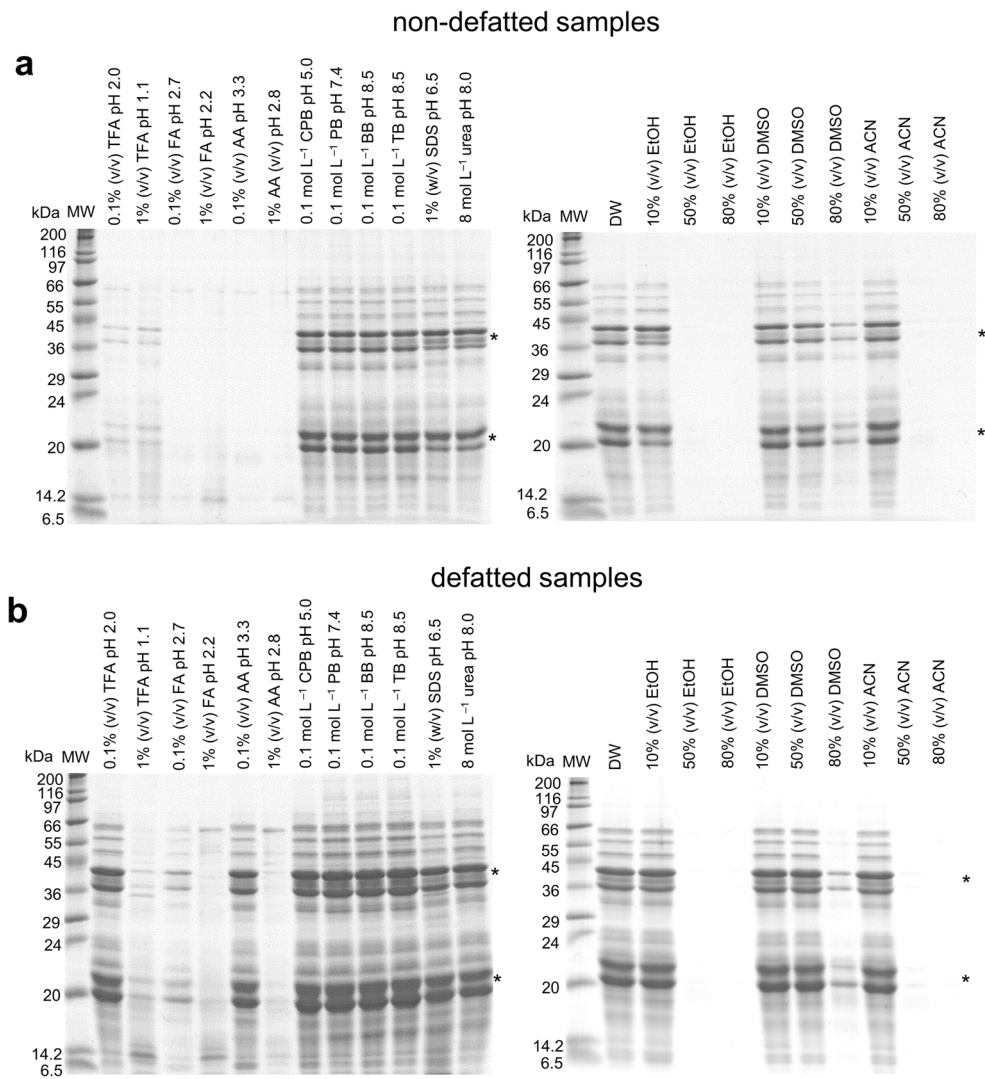 non-defatted samples
a
0.1% (v/v) TFA pH 2.0
1% (v/v) TFA pH 1.1
0.1% (v/v) FA pH 2.7
1% (v/v) FA pH 2.2
0.1% (v/v) AA pH 3.3
1% AA (v/v) pH 2.8
0.1 mol L⁻¹ CPB pH 5.0
0.1 mol L⁻¹ PB pH 7.4
0.1 mol L⁻¹ BB pH 8.5
0.1 mol L⁻¹ TB pH 8.5
1% (w/v) SDS pH 6.5
8 mol L⁻¹ urea pH 8.0
kDa MW
200
116
97
66
55
45
36
29
24
20
14.2
6.5
*
*
DW
10% (v/v) EtOH
50% (v/v) EtOH
80% (v/v) EtOH
10% (v/v) DMSO
50% (v/v) DMSO
80% (v/v) DMSO
10% (v/v) ACN
50% (v/v) ACN
80% (v/v) ACN
kDa MW
200
116
97
66
55
45
36
29
24
20
14.2
6.5
*
*
defatted samples
b
0.1% (v/v) TFA pH 2.0
1% (v/v) TFA pH 1.1
0.1% (v/v) FA pH 2.7
1% (v/v) FA pH 2.2
0.1% (v/v) AA pH 3.3
1% (v/v) AA pH 2.8
0.1 mol L⁻¹ CPB pH 5.0
0.1 mol L⁻¹ PB pH 7.4
0.1 mol L⁻¹ BB pH 8.5
0.1 mol L⁻¹ TB pH 8.5
1% (w/v) SDS pH 6.5
8 mol L⁻¹ urea pH 8.0
kDa MW
200
116
97
66
55
45
36
29
24
20
14.2
6.5
*
*
DW
10% (v/v) EtOH
50% (v/v) EtOH
80% (v/v) EtOH
10% (v/v) DMSO
50% (v/v) DMSO
80% (v/v) DMSO
10% (v/v) ACN
50% (v/v) ACN
80% (v/v) ACN
kDa MW
200
116
97
66
55
45
36
29
24
20
14.2
6.5
*
*